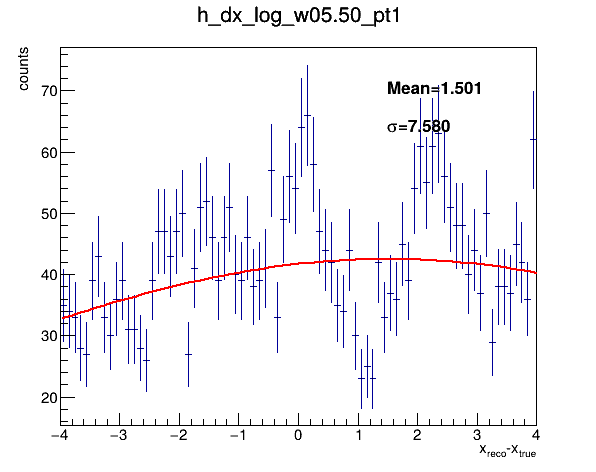 h_dx_log_w05.50_pt1
counts
Mean=1.501
σ=7.580
70
60
50
40
30
20
−4 −3 −2 −1 0 1 2 3 4
x_reco-x_true